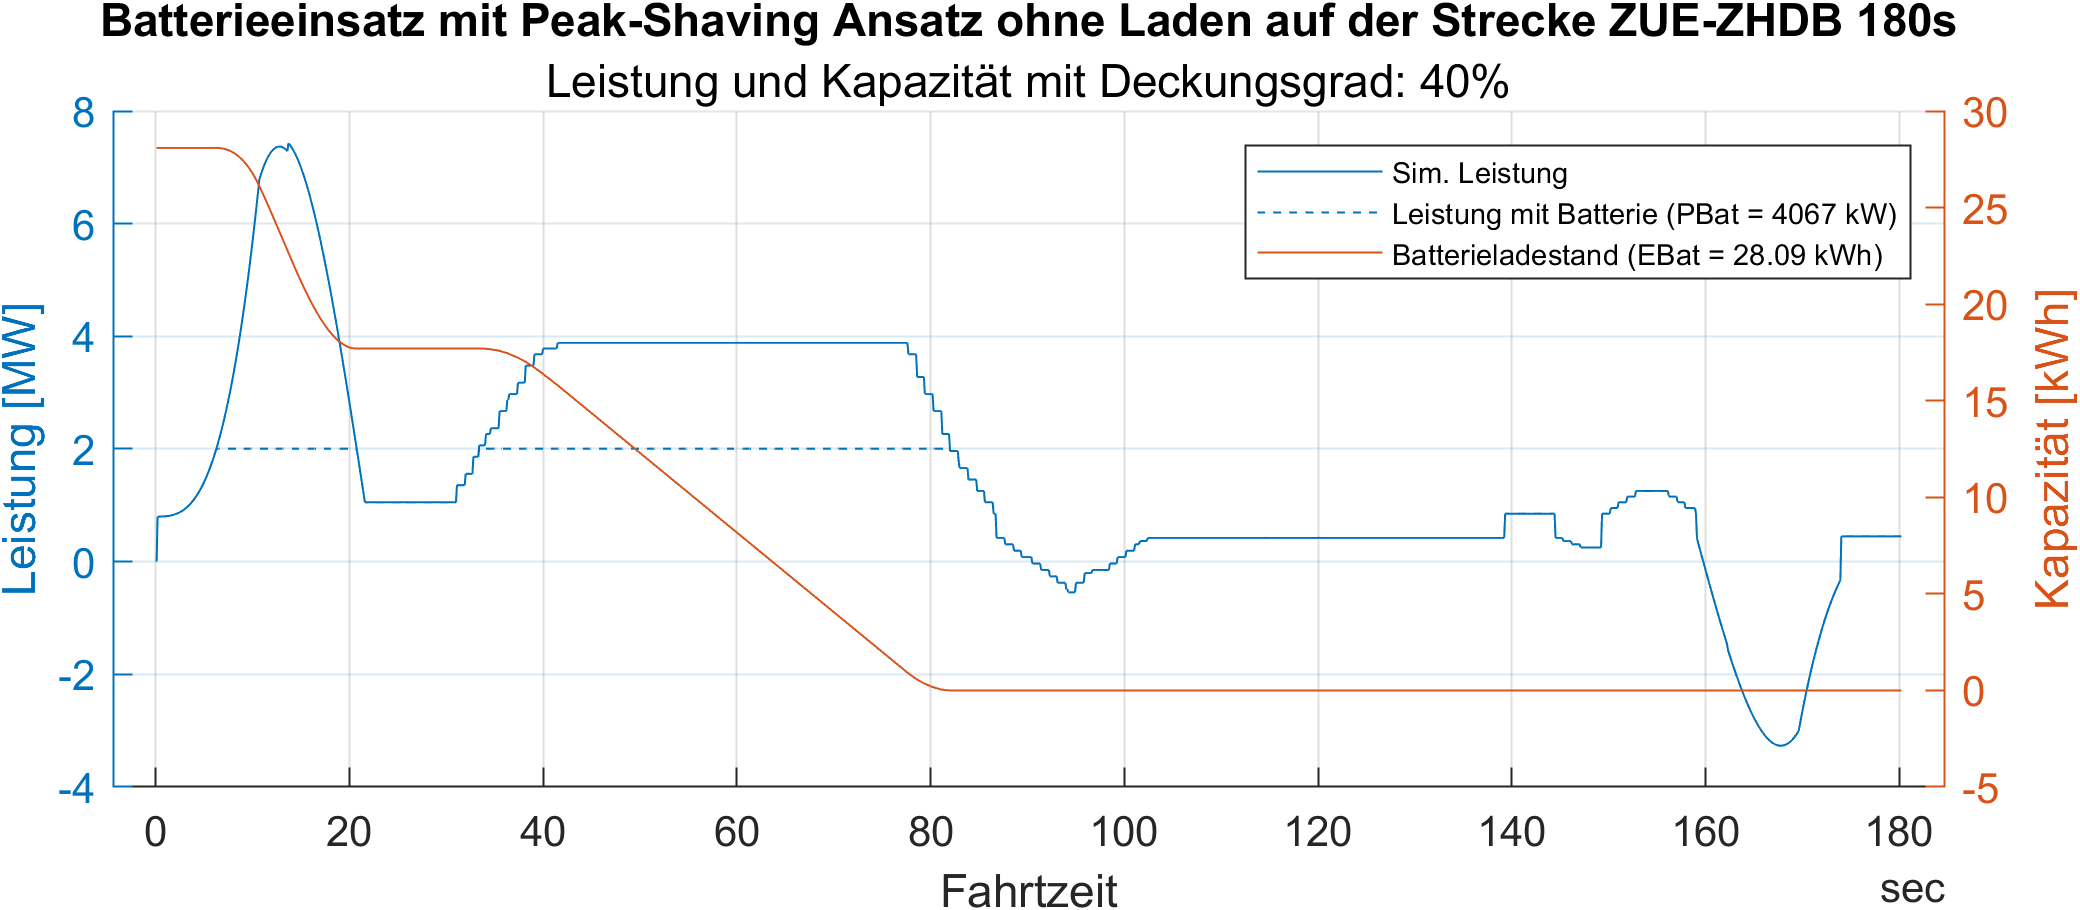 Batterieeinsatz mit Peak-Shaving Ansatz ohne Laden auf der Strecke ZUE-ZHDB 180s
Leistung und Kapazität mit Deckungsgrad: 40%
8
6
4
2
0
-2
-4
Leistung [MW]
30
25
20
15
10
5
0
-5
Kapazität [kWh]
Sim. Leistung
Leistung mit Batterie (PBat = 4067 kW)
Batterieladestand (EBat = 28.09 kWh)
0 20 40 60 80 100 120 140 160 180
Fahrtzeit
sec